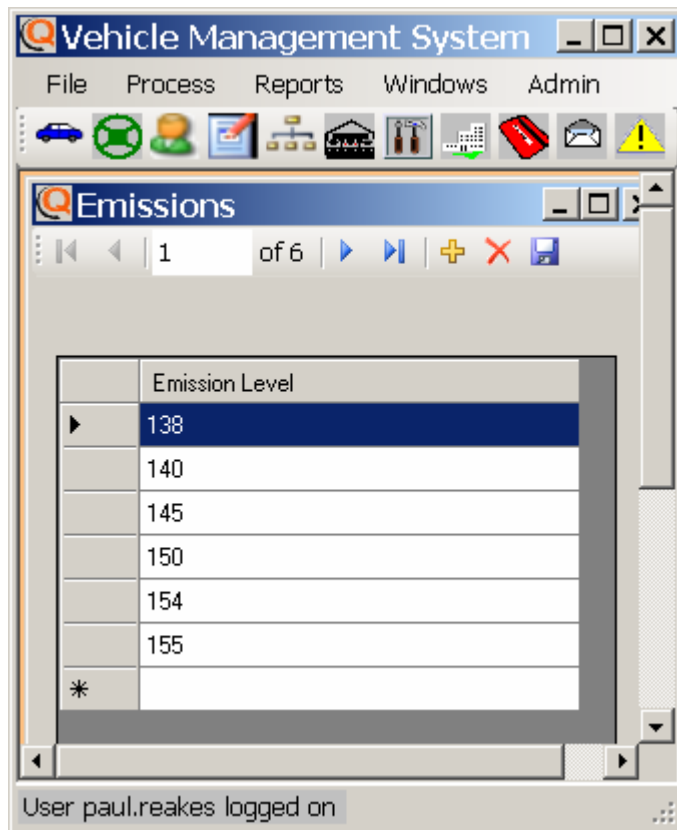 Vehicle Management System
File Process Reports Windows Admin
Emissions
1 of 6
Emission Level
138
140
145
150
154
155
User paul.reakes logged on